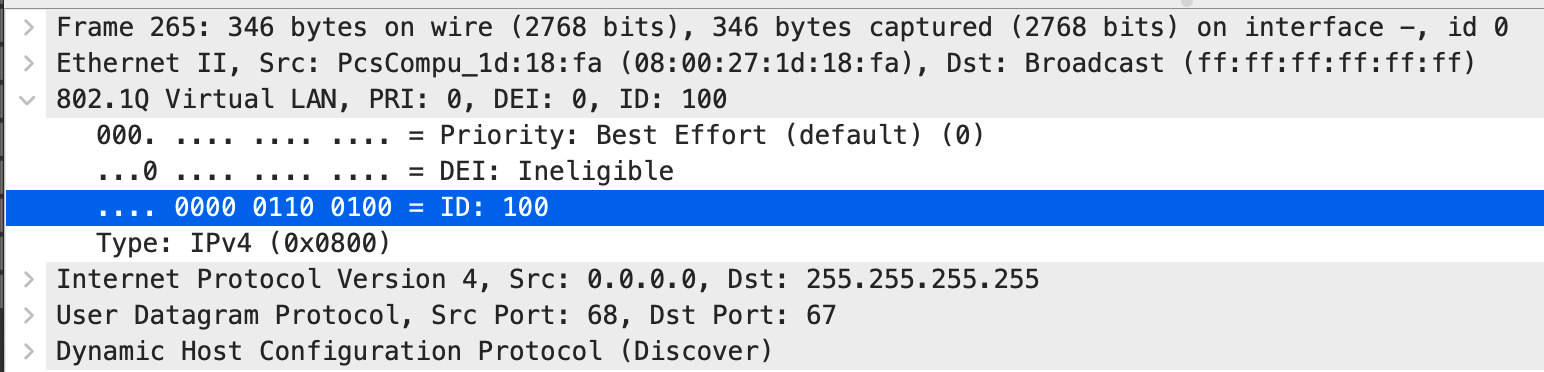 Frame 265: 346 bytes on wire (2768 bits), 346 bytes captured (2768 bits) on interface -, id 0
Ethernet II, Src: PcsCompu_1d:18:fa (08:00:27:1d:18:fa), Dst: Broadcast (ff:ff:ff:ff:ff:ff)
802.1Q Virtual LAN, PRI: 0, DEI: 0, ID: 100
000. .... .... .... = Priority: Best Effort (default) (0)
...0 .... .... .... = DEI: Ineligible
.... 0000 0110 0100 = ID: 100
Type: IPv4 (0x0800)
Internet Protocol Version 4, Src: 0.0.0.0, Dst: 255.255.255.255
User Datagram Protocol, Src Port: 68, Dst Port: 67
Dynamic Host Configuration Protocol (Discover)